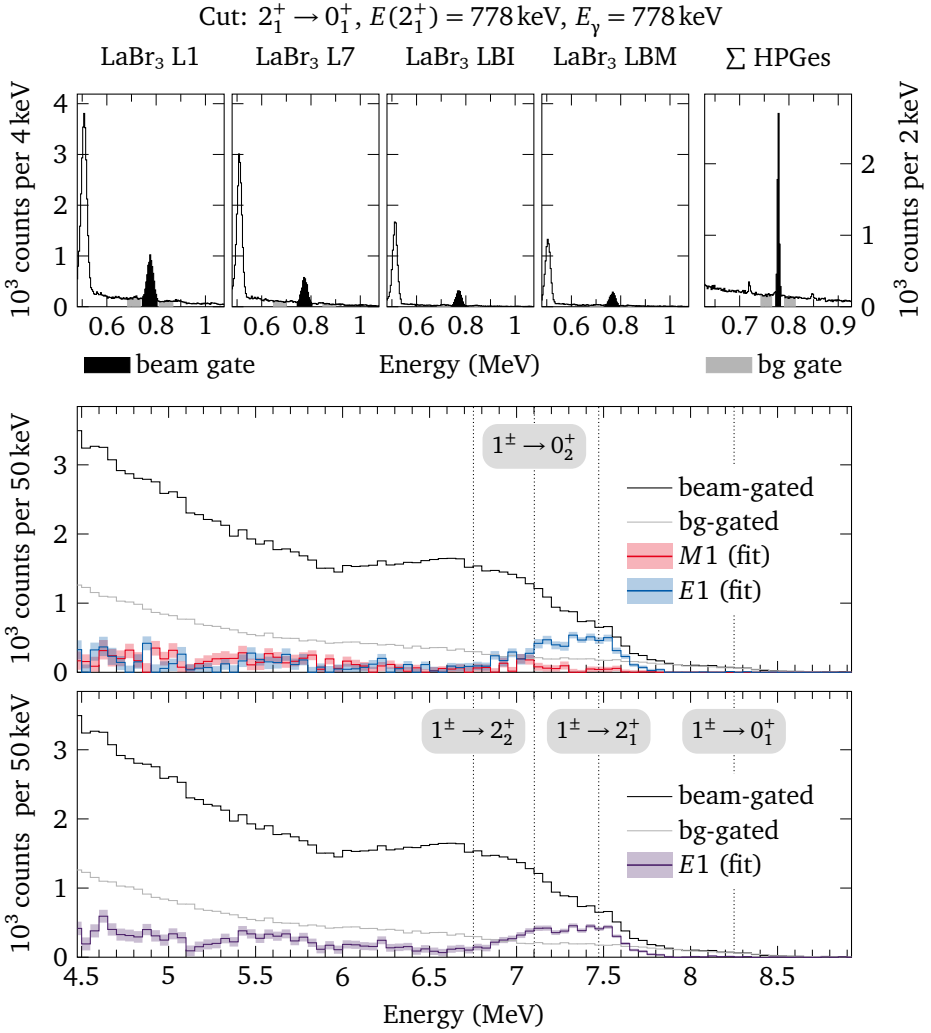 Cut: 2₁⁺ → 0₁⁺, E(2₁⁺) = 778 keV, Eᵧ = 778 keV
LaBr₃ L1 LaBr₃ L7 LaBr₃ LBI LaBr₃ LBM ∑ HPGes
10³ counts per 4 keV
4
3
2
1
0
0.6 0.8 1 0.6 0.8 1 0.6 0.8 1 0.6 0.8 1 0.7 0.8 0.9
2
1
0
10³ counts per 2 keV
beam gate Energy (MeV) bg gate
10³ counts per 50 keV
3
2
1
0
1± → 0₂⁺
beam-gated
bg-gated
M1 (fit)
E1 (fit)
10³ counts per 50 keV
3
2
1
0
1± → 2₂⁺ 1± → 2₁⁺ 1± → 0₁⁺
beam-gated
bg-gated
E1 (fit)
4.5 5 5.5 6 6.5 7 7.5 8 8.5
Energy (MeV)